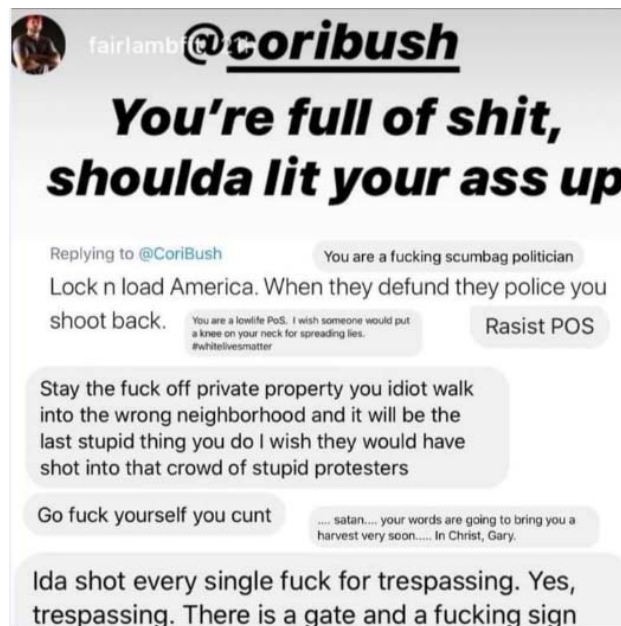 fairlambfit 21h
@coribush
You're full of shit,
shoulda lit your ass up
Replying to @CoriBush
You are a fucking scumbag politician
Lock n load America. When they defund they police you
shoot back.
You are a lowlife PoS. I wish someone would put
a knee on your neck for spreading lies.
#whitelivesmatter
Rasist POS
Stay the fuck off private property you idiot walk
into the wrong neighborhood and it will be the
last stupid thing you do I wish they would have
shot into that crowd of stupid protesters
Go fuck yourself you cunt
.... satan.... your words are going to bring you a
harvest very soon..... In Christ, Gary.
Ida shot every single fuck for trespassing. Yes,
trespassing. There is a gate and a fucking sign